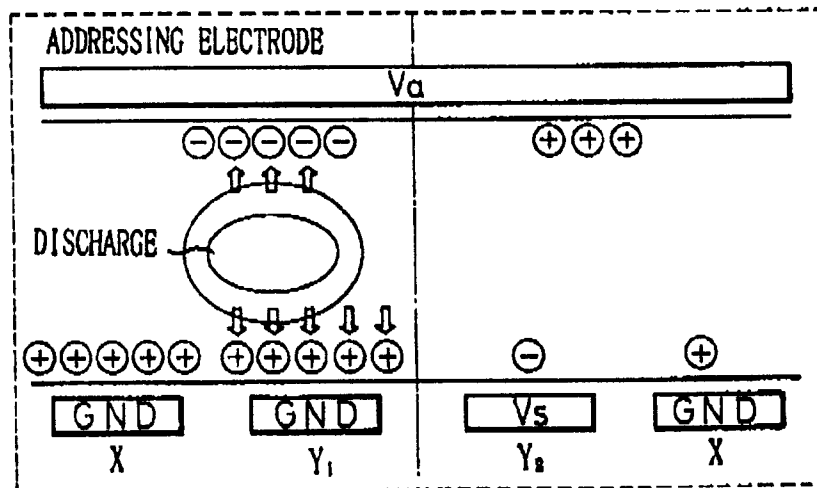 ADDRESSING ELECTRODE
Va
DISCHARGE
GND GND Vs GND
X Y₁ Y₂ X